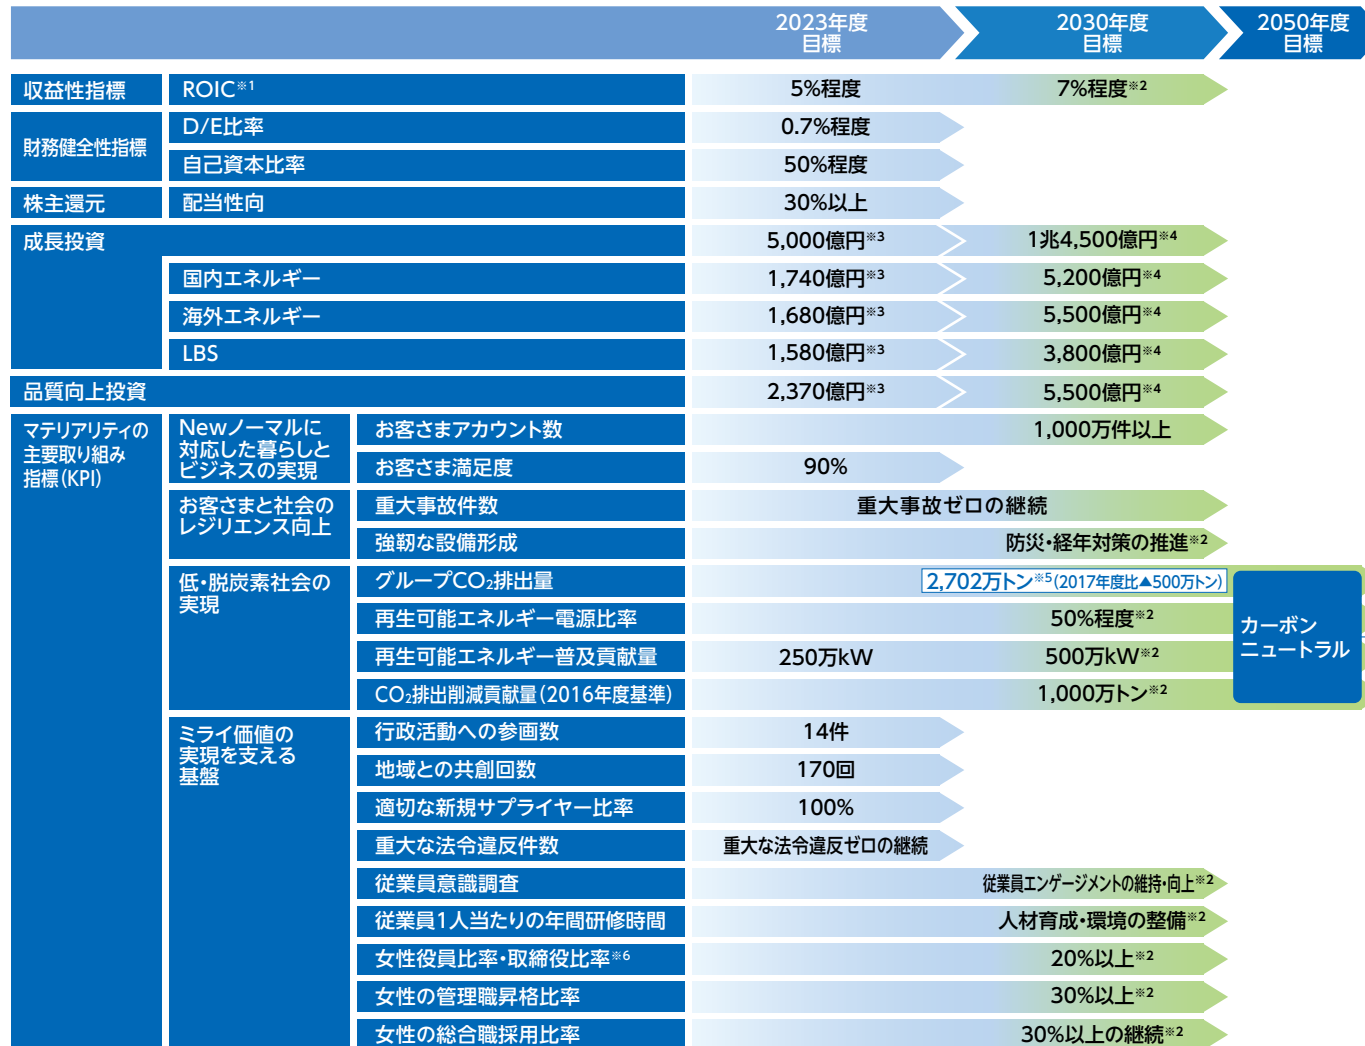 2023年度
目標
2030年度
目標
2050年度
目標
収益性指標
ROIC※1
5%程度
7%程度※2
財務健全性指標
D/E比率
0.7%程度
自己資本比率
50%程度
株主還元
配当性向
30%以上
成長投資
5,000億円※3
1兆4,500億円※4
国内エネルギー
1,740億円※3
5,200億円※4
海外エネルギー
1,680億円※3
5,500億円※4
LBS
1,580億円※3
3,800億円※4
品質向上投資
2,370億円※3
5,500億円※4
マテリアリティの
主要取り組み
指標(KPI)
Newノーマルに
対応した暮らしと
ビジネスの実現
お客さまアカウント数
1,000万件以上
お客さま満足度
90%
お客さまと社会の
レジリエンス向上
重大事故件数
重大事故ゼロの継続
強靭な設備形成
防災・経年対策の推進※2
低・脱炭素社会の
実現
グループCO₂排出量
2,702万トン※5(2017年度比▲500万トン)
再生可能エネルギー電源比率
50%程度※2
再生可能エネルギー普及貢献量
250万kW
500万kW※2
CO₂排出削減貢献量(2016年度基準)
1,000万トン※2
カーボン
ニュートラル
ミライ価値の
実現を支える
基盤
行政活動への参画数
14件
地域との共創回数
170回
適切な新規サプライヤー比率
100%
重大な法令違反件数
重大な法令違反ゼロの継続
従業員意識調査
従業員エンゲージメントの維持・向上※2
従業員1人当たりの年間研修時間
人材育成・環境の整備※2
女性役員比率・取締役比率※6
20%以上※2
女性の管理職昇格比率
30%以上※2
女性の総合職採用比率
30%以上の継続※2